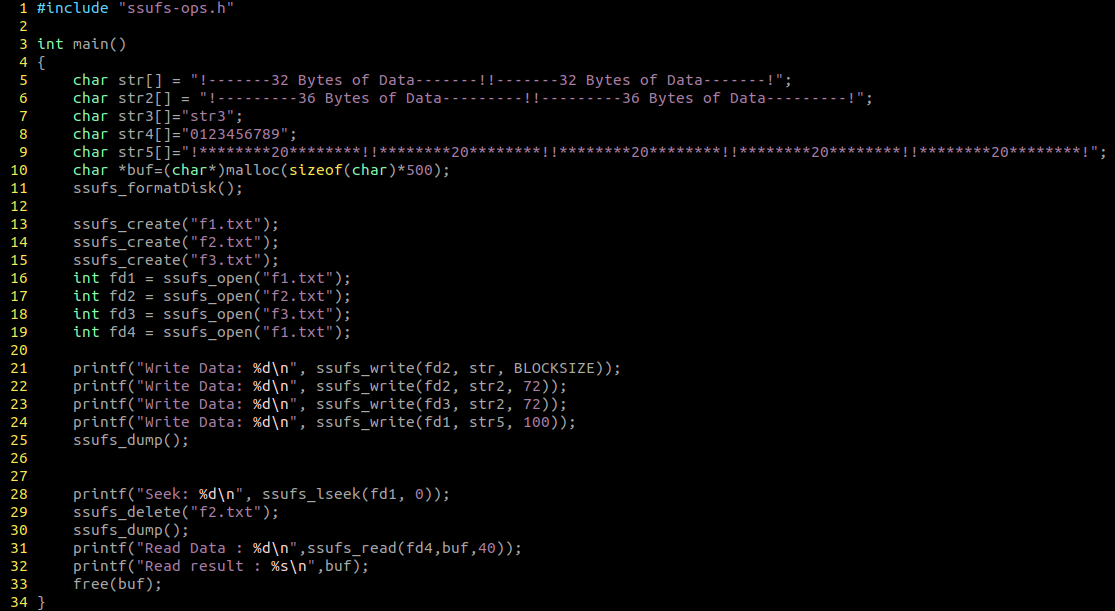 1 #include "ssufs-ops.h"
2
3 int main()
4 {
5     char str[] = "!-------32 Bytes of Data-------!!-------32 Bytes of Data-------!";
6     char str2[] = "!---------36 Bytes of Data---------!!---------36 Bytes of Data---------!";
7     char str3[]="str3";
8     char str4[]="0123456789";
9     char str5[]="!********20********!!********20********!!********20********!!********20********!!********20********!";
10     char *buf=(char*)malloc(sizeof(char)*500);
11     ssufs_formatDisk();
12
13     ssufs_create("f1.txt");
14     ssufs_create("f2.txt");
15     ssufs_create("f3.txt");
16     int fd1 = ssufs_open("f1.txt");
17     int fd2 = ssufs_open("f2.txt");
18     int fd3 = ssufs_open("f3.txt");
19     int fd4 = ssufs_open("f1.txt");
20
21     printf("Write Data: %d\n", ssufs_write(fd2, str, BLOCKSIZE));
22     printf("Write Data: %d\n", ssufs_write(fd2, str2, 72));
23     printf("Write Data: %d\n", ssufs_write(fd3, str2, 72));
24     printf("Write Data: %d\n", ssufs_write(fd1, str5, 100));
25     ssufs_dump();
26
27
28     printf("Seek: %d\n", ssufs_lseek(fd1, 0));
29     ssufs_delete("f2.txt");
30     ssufs_dump();
31     printf("Read Data : %d\n",ssufs_read(fd4,buf,40));
32     printf("Read result : %s\n",buf);
33     free(buf);
34 }